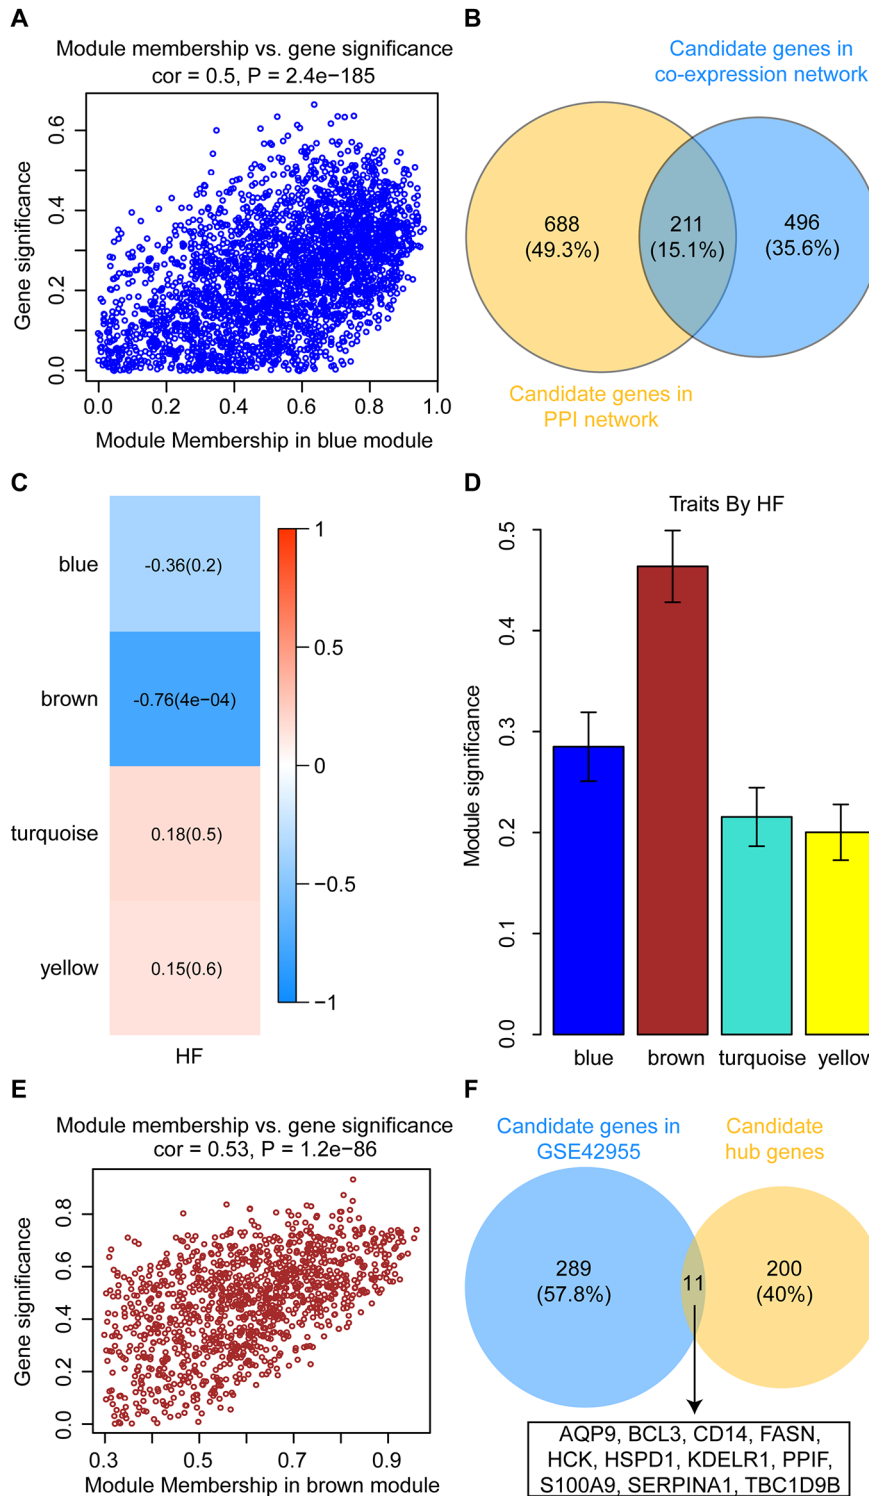 A
Module membership vs. gene significance
cor = 0.5, P = 2.4e−185
Gene significance
0.6
0.4
0.2
0.0
0.0 0.2 0.4 0.6 0.8 1.0
Module Membership in blue module
B
Candidate genes in
co-expression network
688
(49.3%)
211
(15.1%)
496
(35.6%)
Candidate genes in
PPI network
C
blue
-0.36(0.2)
brown
-0.76(4e−04)
turquoise
0.18(0.5)
yellow
0.15(0.6)
HF
1
0.5
0
−0.5
−1
D
Traits By HF
Module significance
0.5
0.4
0.3
0.2
0.1
0.0
blue brown turquoise yellow
E
Module membership vs. gene significance
cor = 0.53, P = 1.2e−86
Gene significance
0.8
0.6
0.4
0.2
0.0
0.3 0.5 0.7 0.9
Module Membership in brown module
F
Candidate genes in
GSE42955
Candidate
hub genes
289
(57.8%)
11
200
(40%)
AQP9, BCL3, CD14, FASN,
HCK, HSPD1, KDELR1, PPIF,
S100A9, SERPINA1, TBC1D9B